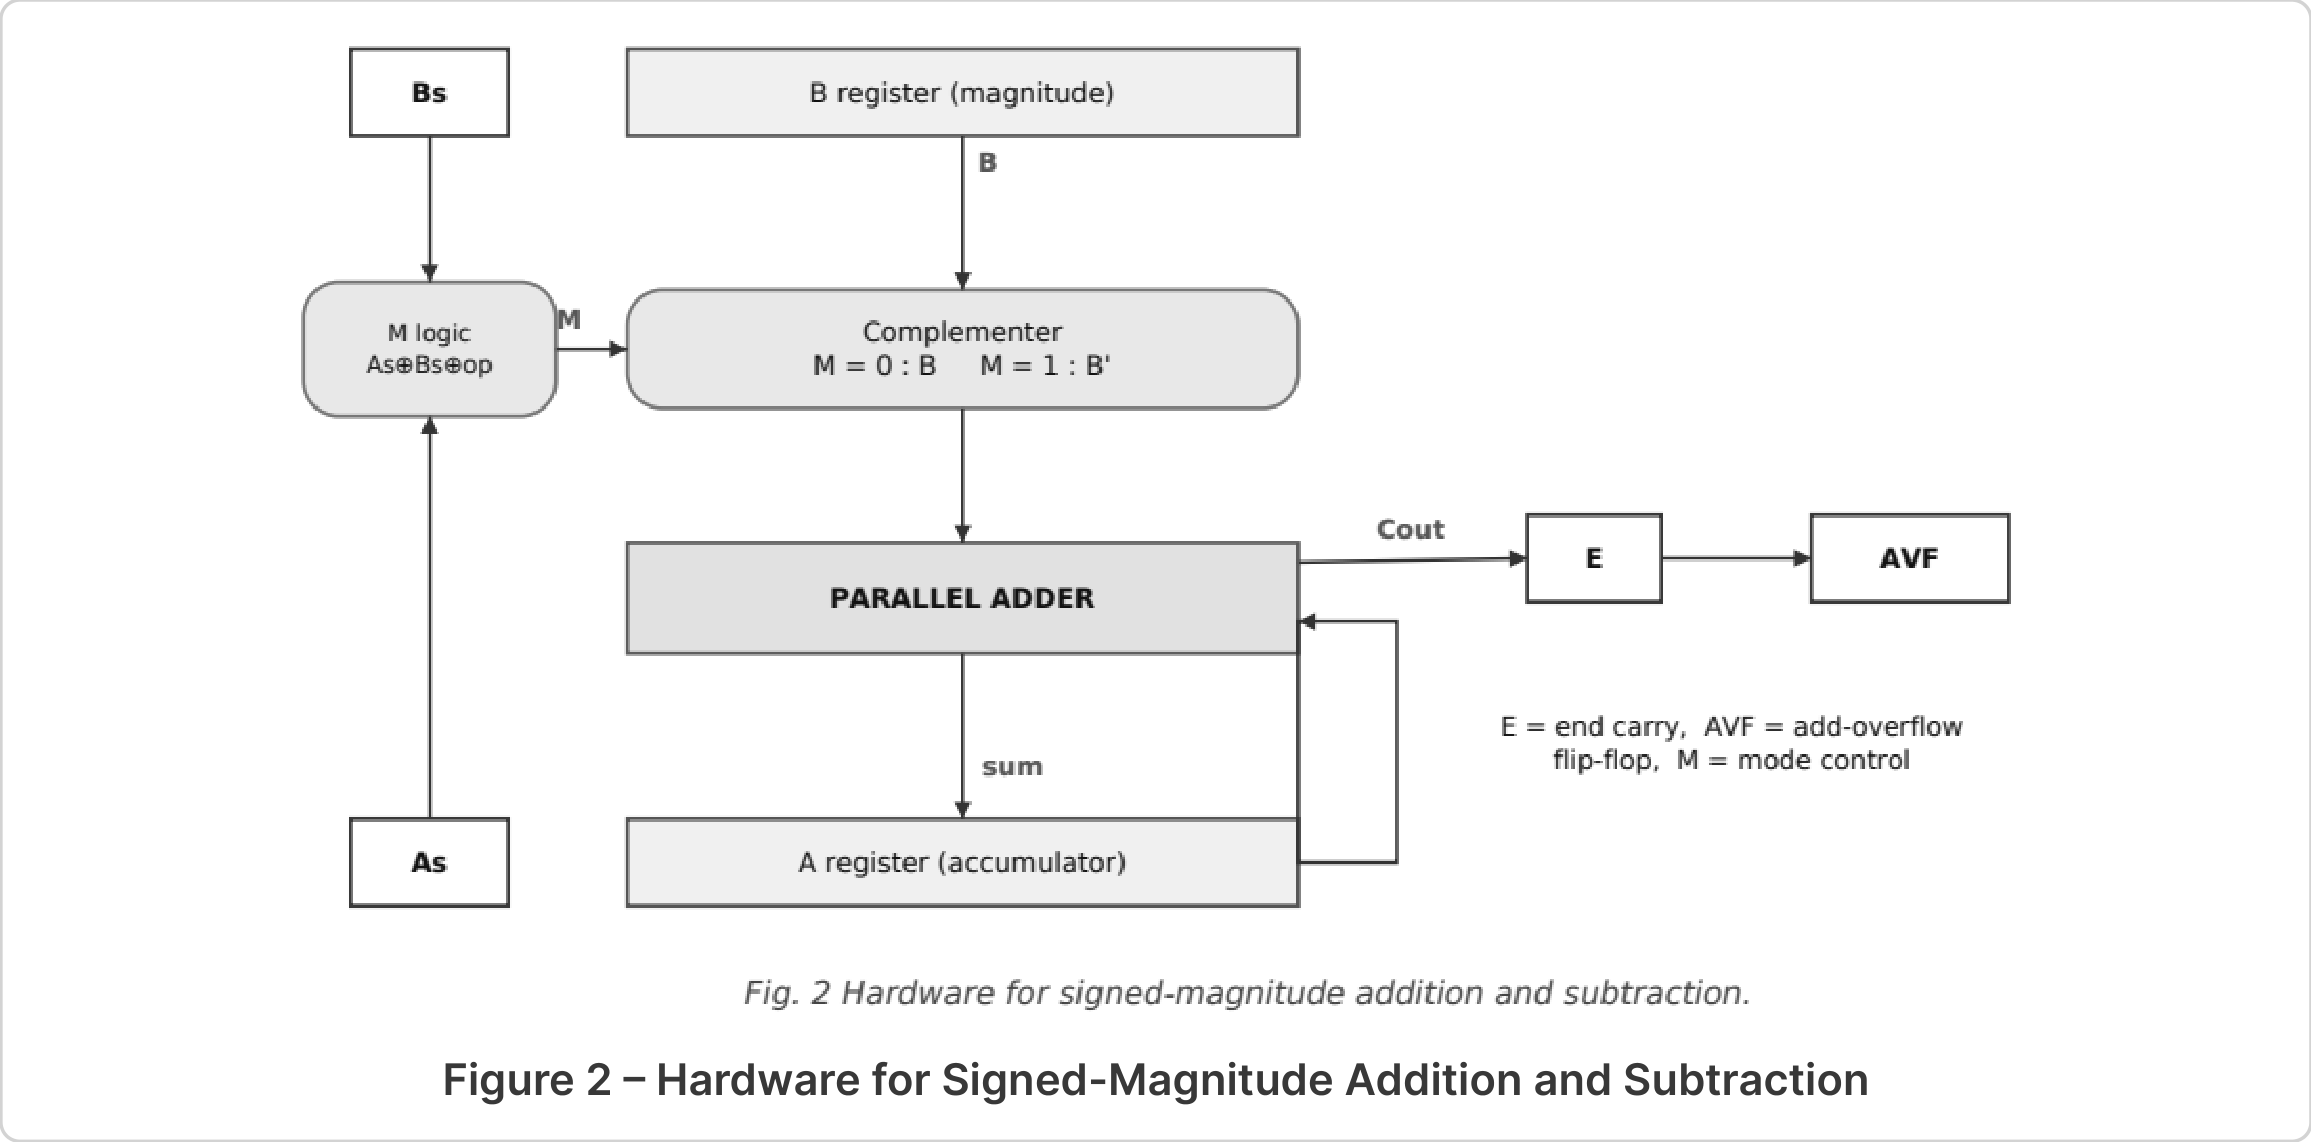 Bs
B register (magnitude)
B
M logic
As⊕Bs⊕op
M
Complementer
M = 0 : B M = 1 : B'
PARALLEL ADDER
Cout
E
AVF
sum
E = end carry, AVF = add-overflow
flip-flop, M = mode control
As
A register (accumulator)
Fig. 2 Hardware for signed-magnitude addition and subtraction.
Figure 2 – Hardware for Signed-Magnitude Addition and Subtraction